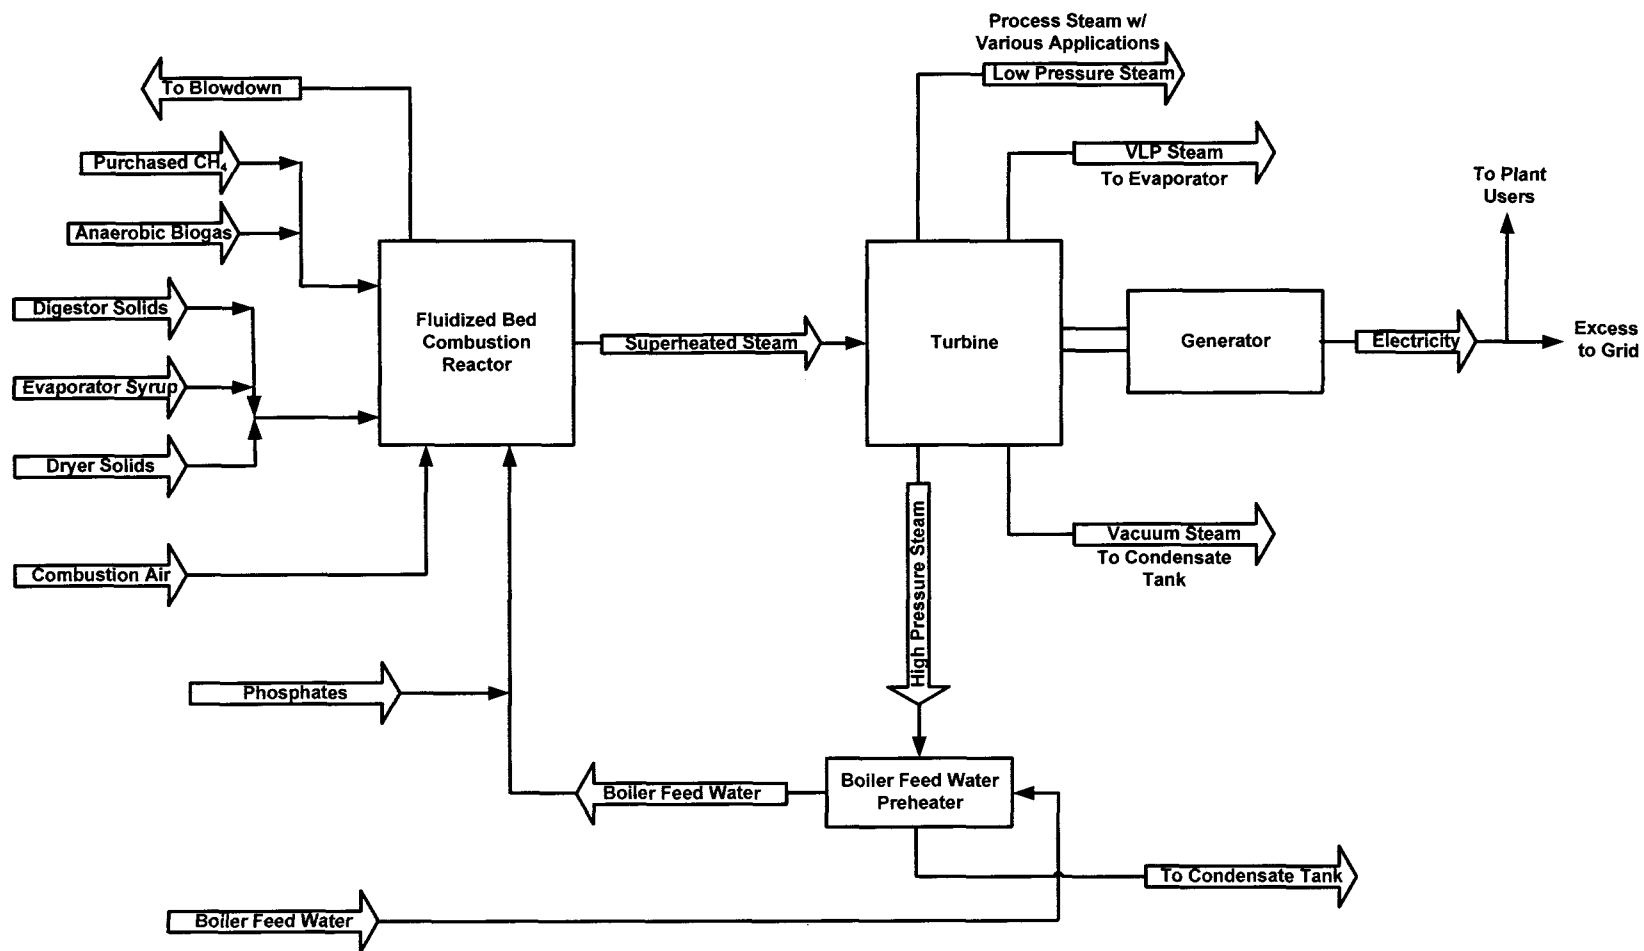 Process Steam w/
Various Applications
Low Pressure Steam
To Blowdown
Purchased CH₄
VLP Steam
To Evaporator
To Plant
Users
Anaerobic Biogas
Digestor Solids
Fluidized Bed
Combustion
Reactor
Superheated Steam
Turbine
Generator
Electricity
Excess
to Grid
Evaporator Syrup
Dryer Solids
High Pressure Steam
Vacuum Steam
To Condensate
Tank
Combustion Air
Phosphates
Boiler Feed Water
Boiler Feed Water
Preheater
To Condensate Tank
Boiler Feed Water